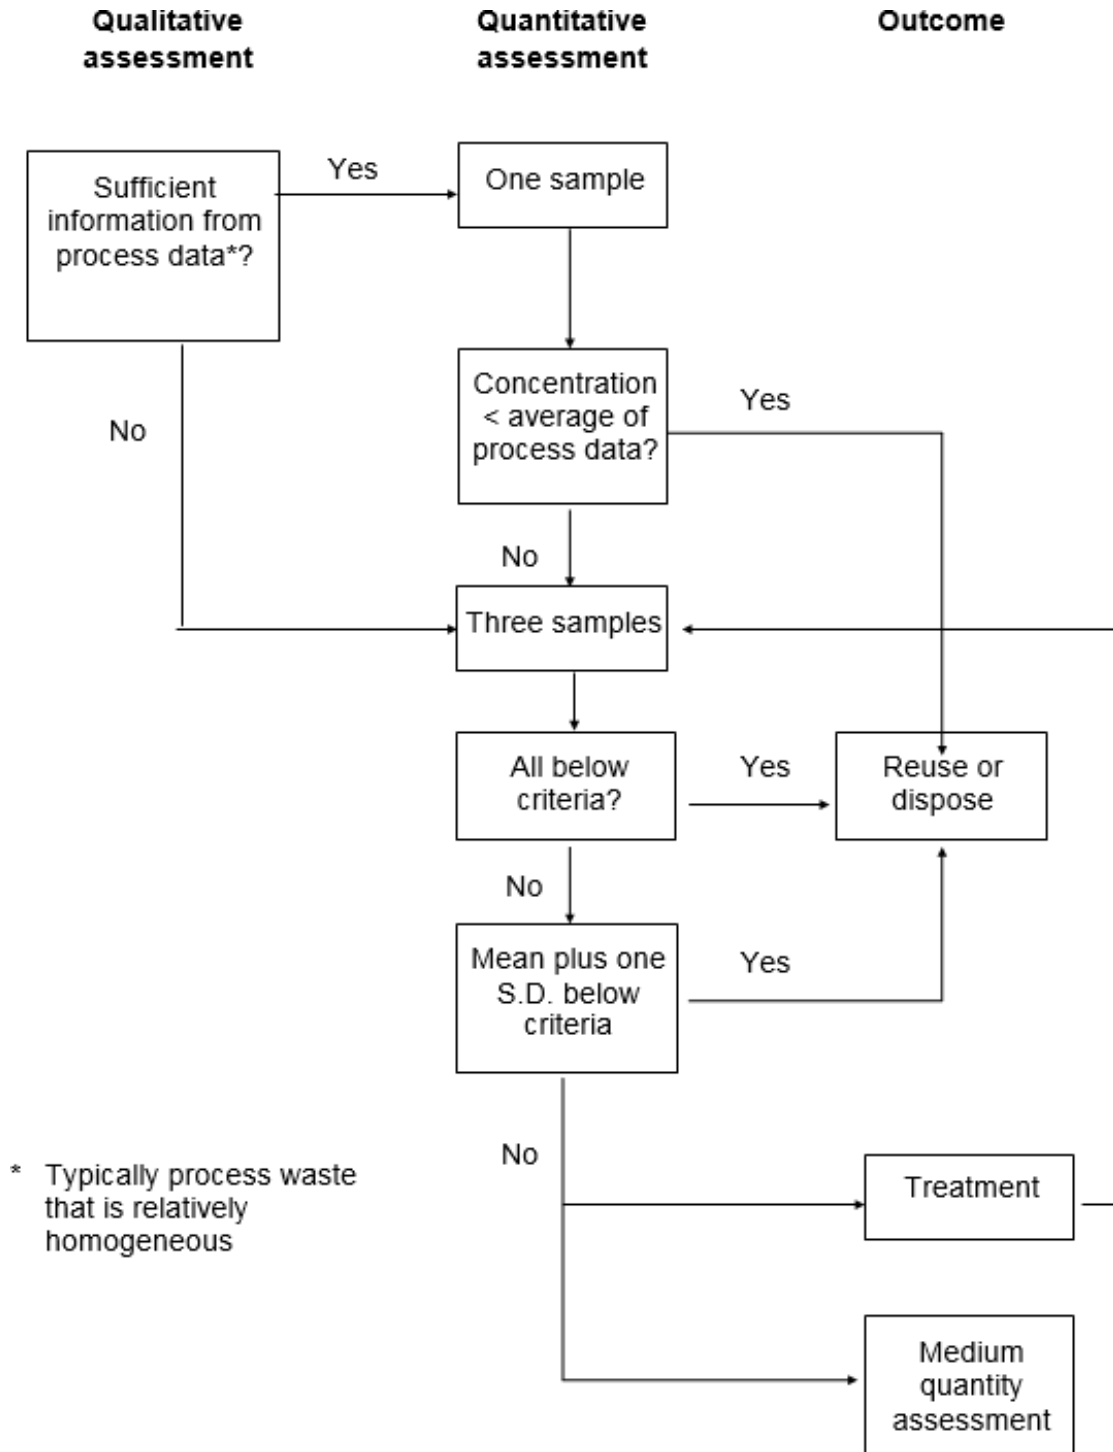 Qualitative
assessment
Quantitative
assessment
Outcome
Sufficient
information from
process data*?
Yes
One sample
No
Concentration
< average of
process data?
Yes
No
Three samples
All below
criteria?
Yes
Reuse or
dispose
No
Mean plus one
S.D. below
criteria
Yes
No
* Typically process waste
that is relatively
homogeneous
Treatment
Medium
quantity
assessment